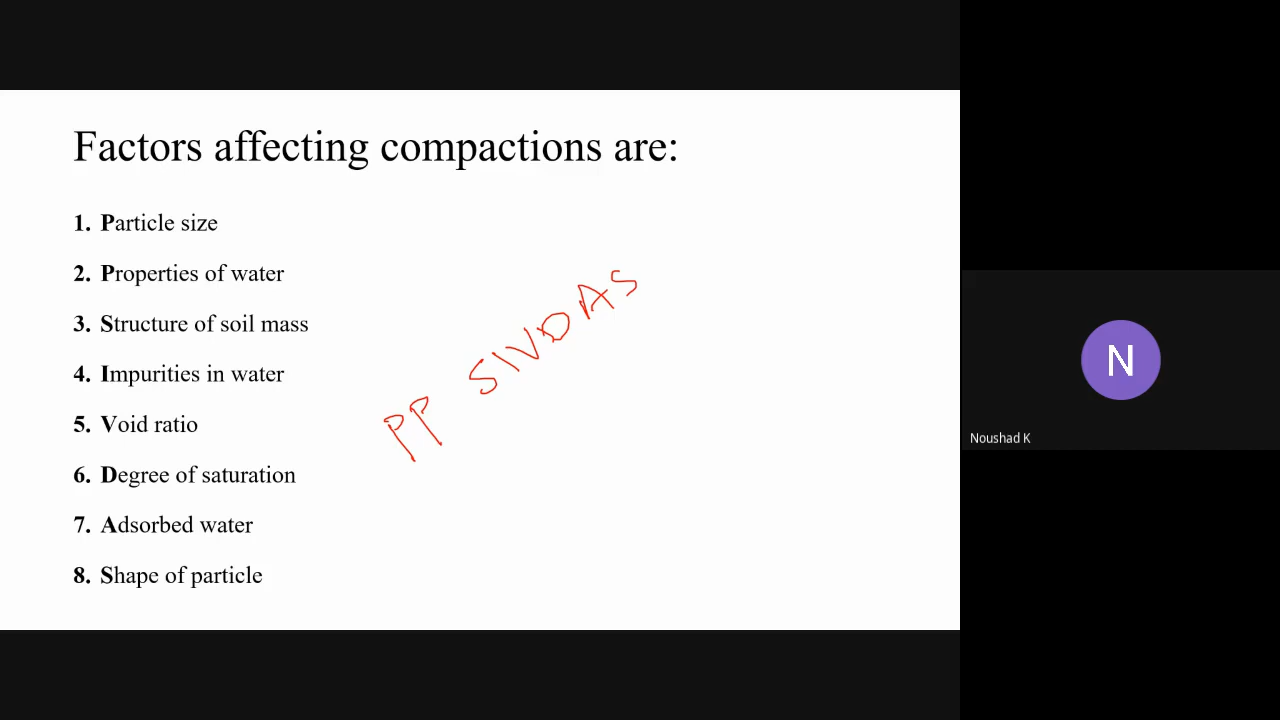 Factors affecting compactions are:
1. Particle size
2. Properties of water
3. Structure of soil mass
4. Impurities in water
5. Void ratio
6. Degree of saturation
7. Adsorbed water
8. Shape of particle
PP SIVDAS
N
Noushad K